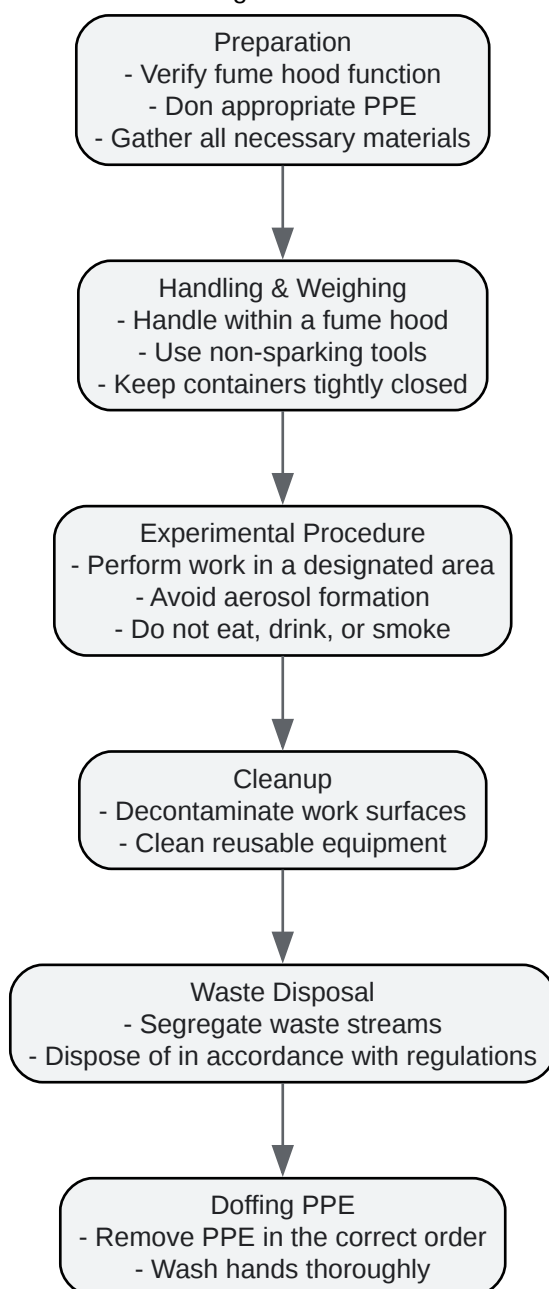 Preparation
- Verify fume hood function
- Don appropriate PPE
- Gather all necessary materials
Handling & Weighing
- Handle within a fume hood
- Use non-sparking tools
- Keep containers tightly closed
Experimental Procedure
- Perform work in a designated area
- Avoid aerosol formation
- Do not eat, drink, or smoke
Cleanup
- Decontaminate work surfaces
- Clean reusable equipment
Waste Disposal
- Segregate waste streams
- Dispose of in accordance with regulations
Doffing PPE
- Remove PPE in the correct order
- Wash hands thoroughly